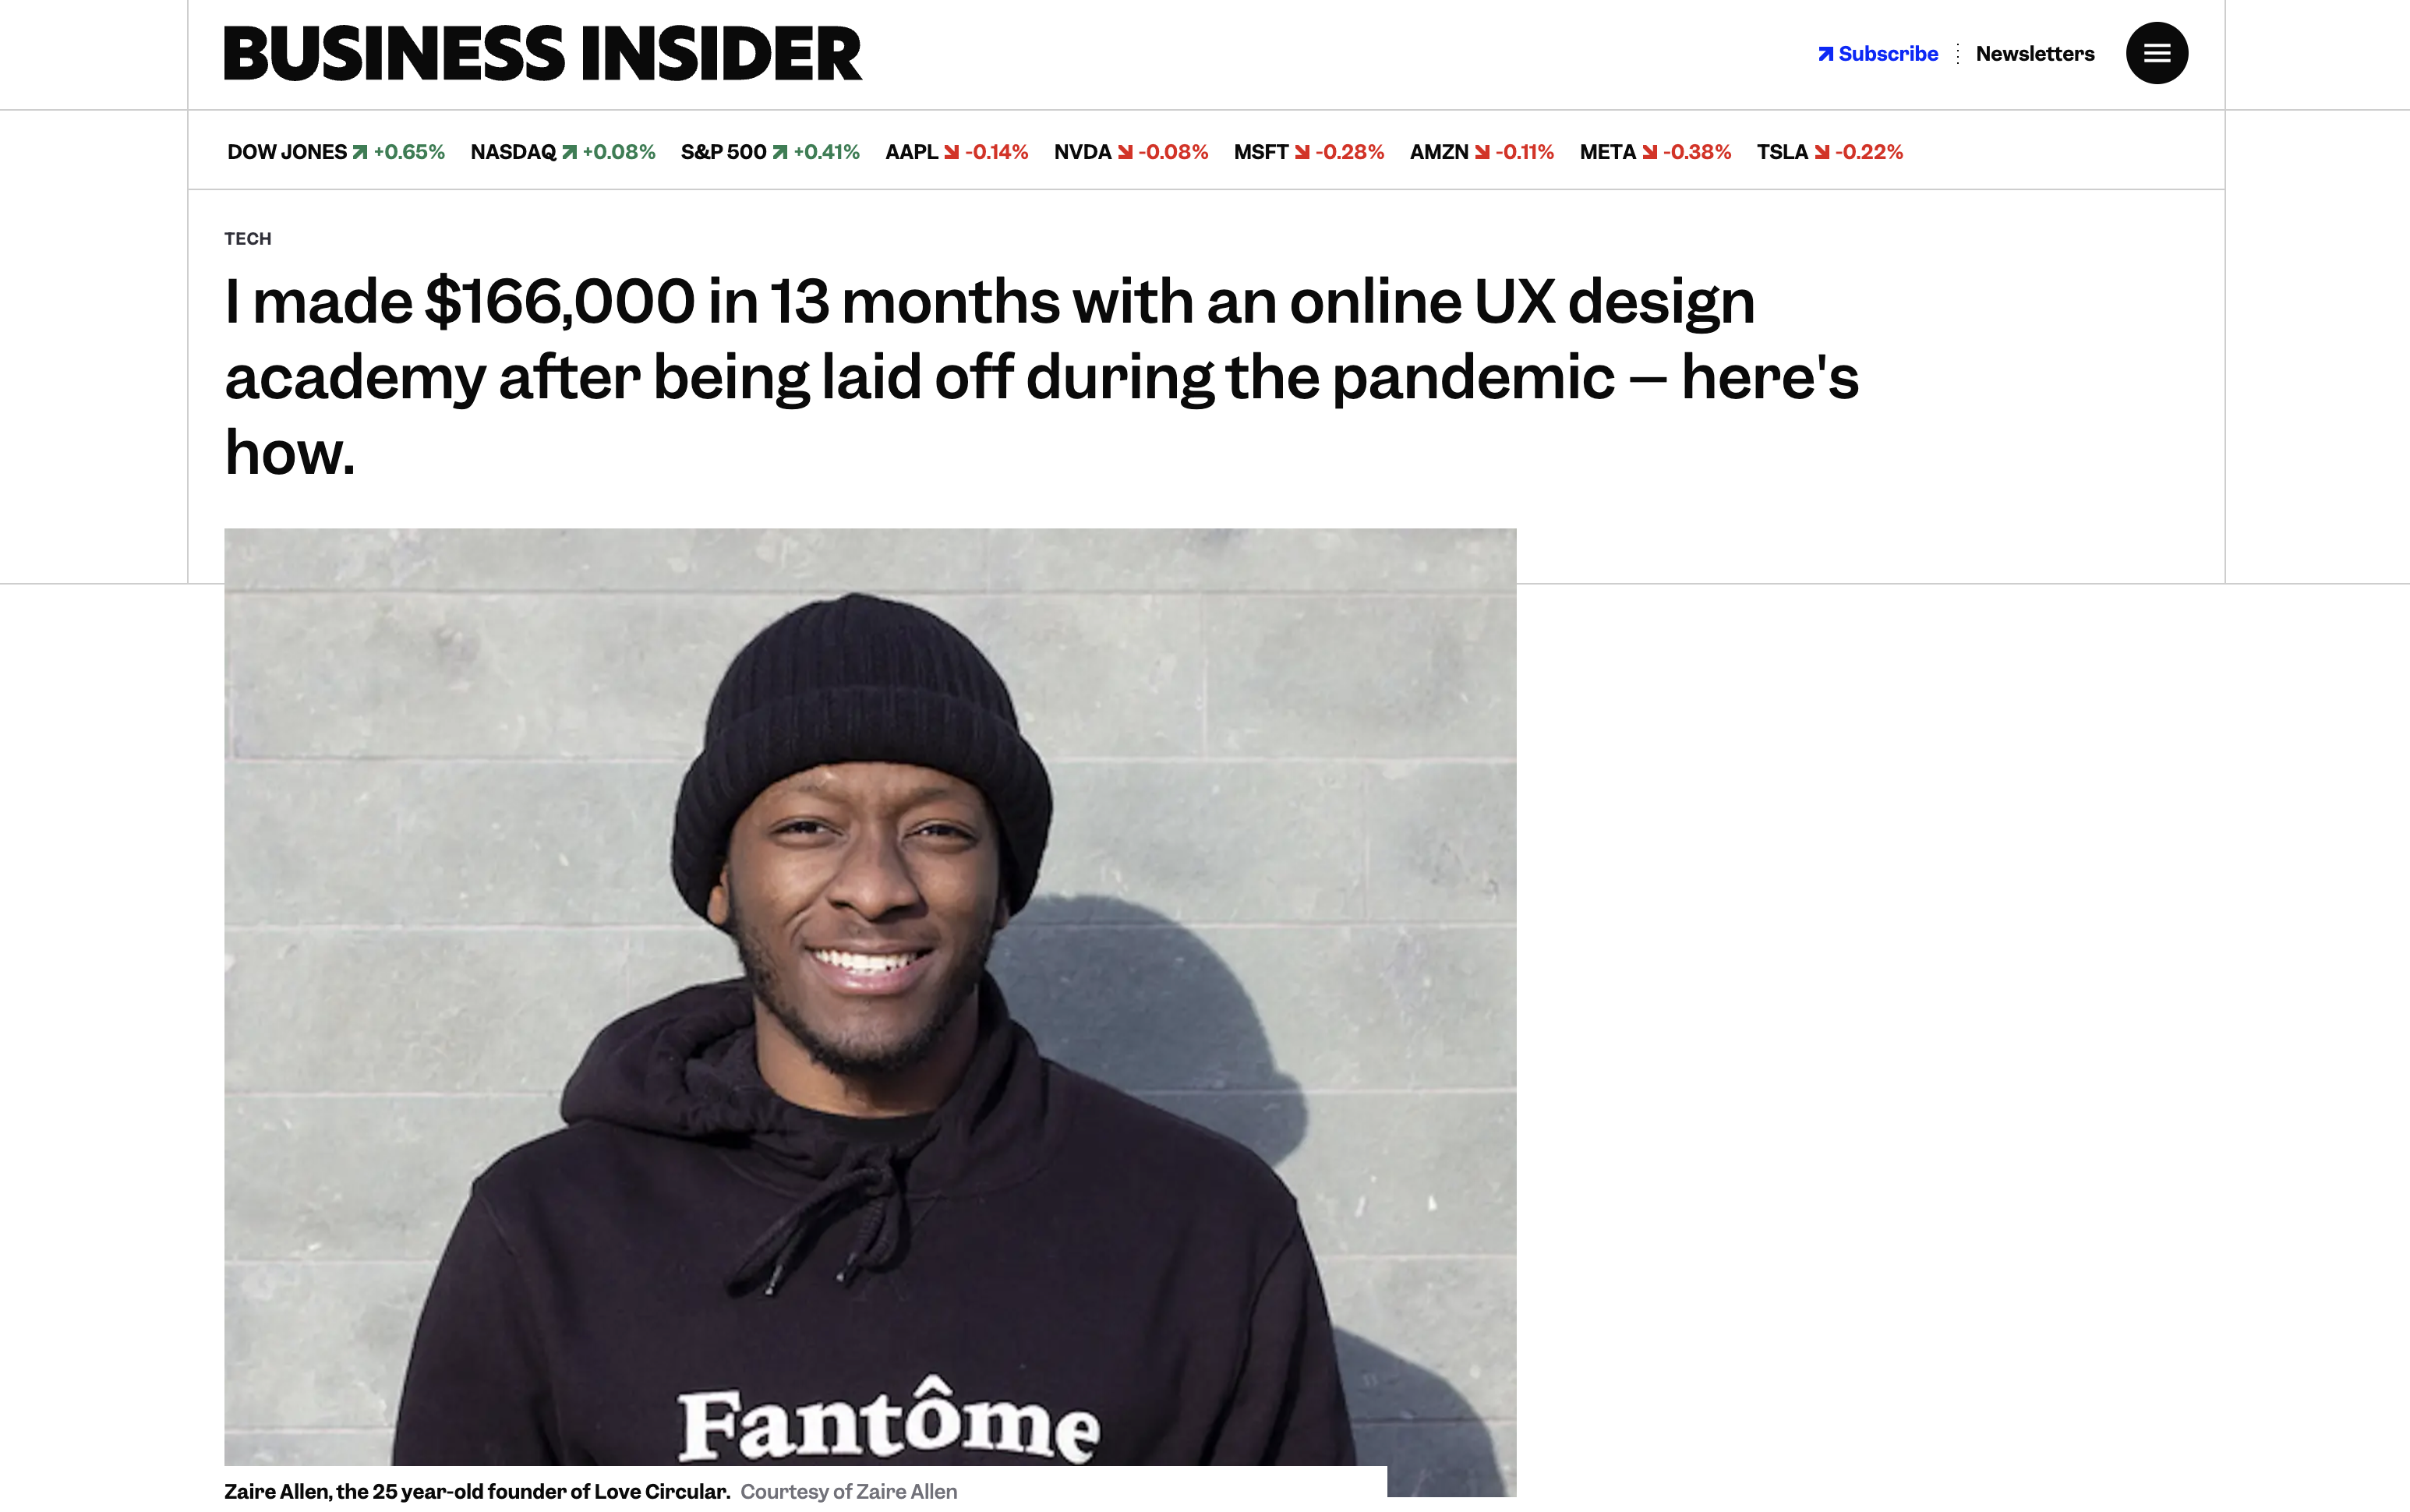 BUSINESS INSIDER
Subscribe
Newsletters
DOW JONES +0.65% NASDAQ +0.08% S&P 500 +0.41% AAPL -0.14% NVDA -0.08% MSFT -0.28% AMZN -0.11% META -0.38% TSLA -0.22%
TECH
I made $166,000 in 13 months with an online UX design
academy after being laid off during the pandemic — here's
how.
Fantôme
Zaire Allen, the 25 year-old founder of Love Circular. Courtesy of Zaire Allen